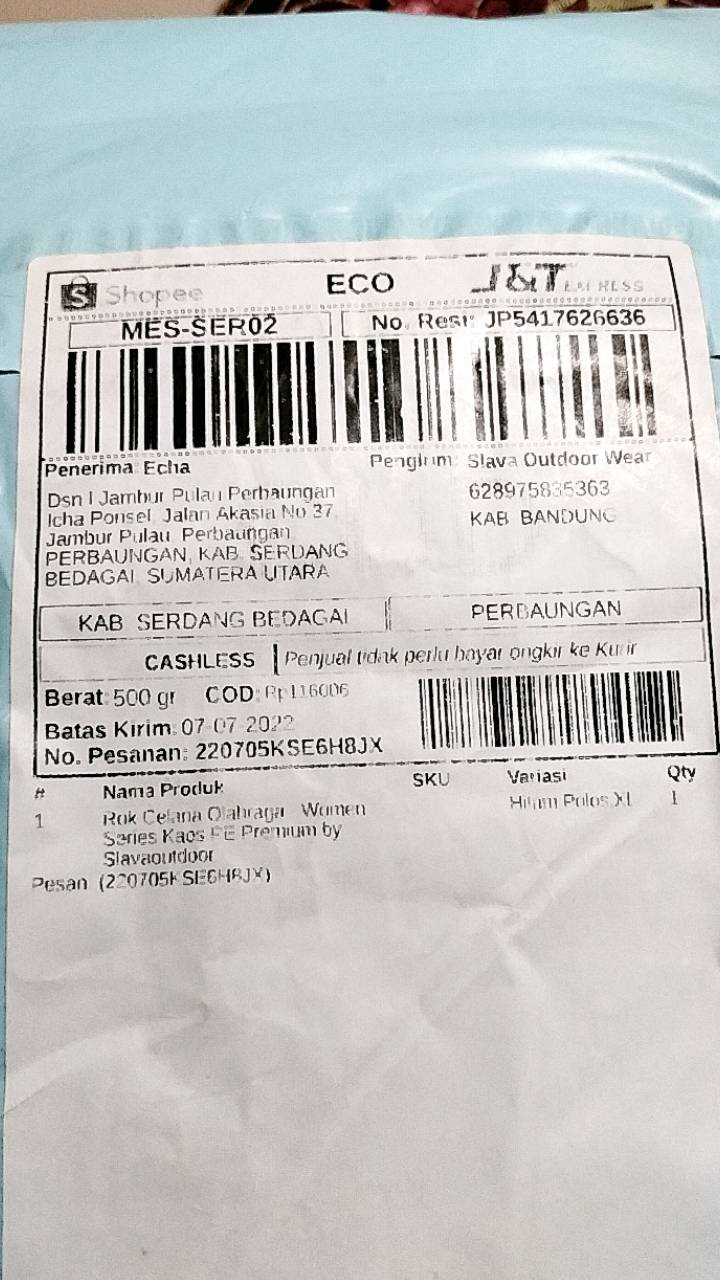 Shopee ECO J&T EXPRESS
MES-SER02 No. Resi: JP5417626636
Penerima: Echa Pengirim: Slava Outdoor Wear
Dsn I Jambur Pulau Perbaungan 628975835363
Icha Ponsel, Jalan Akasia No 37, KAB BANDUNG
Jambur Pulau, Perbaungan
PERBAUNGAN, KAB. SERDANG
BEDAGAI, SUMATERA UTARA
KAB SERDANG BEDAGAI PERBAUNGAN
CASHLESS Penjual tidak perlu bayar ongkir ke Kurir
Berat: 500 gr COD: Rp116006
Batas Kirim: 07-07-2022
No. Pesanan: 220705KSE6H8JX
# Nama Produk SKU Variasi Qty
1 Rok Celana Olahraga Women Hitam Polos,XL 1
Series Kaos PE Premium by
Slavaoutdoor
Pesan (220705KSE6H8JX)